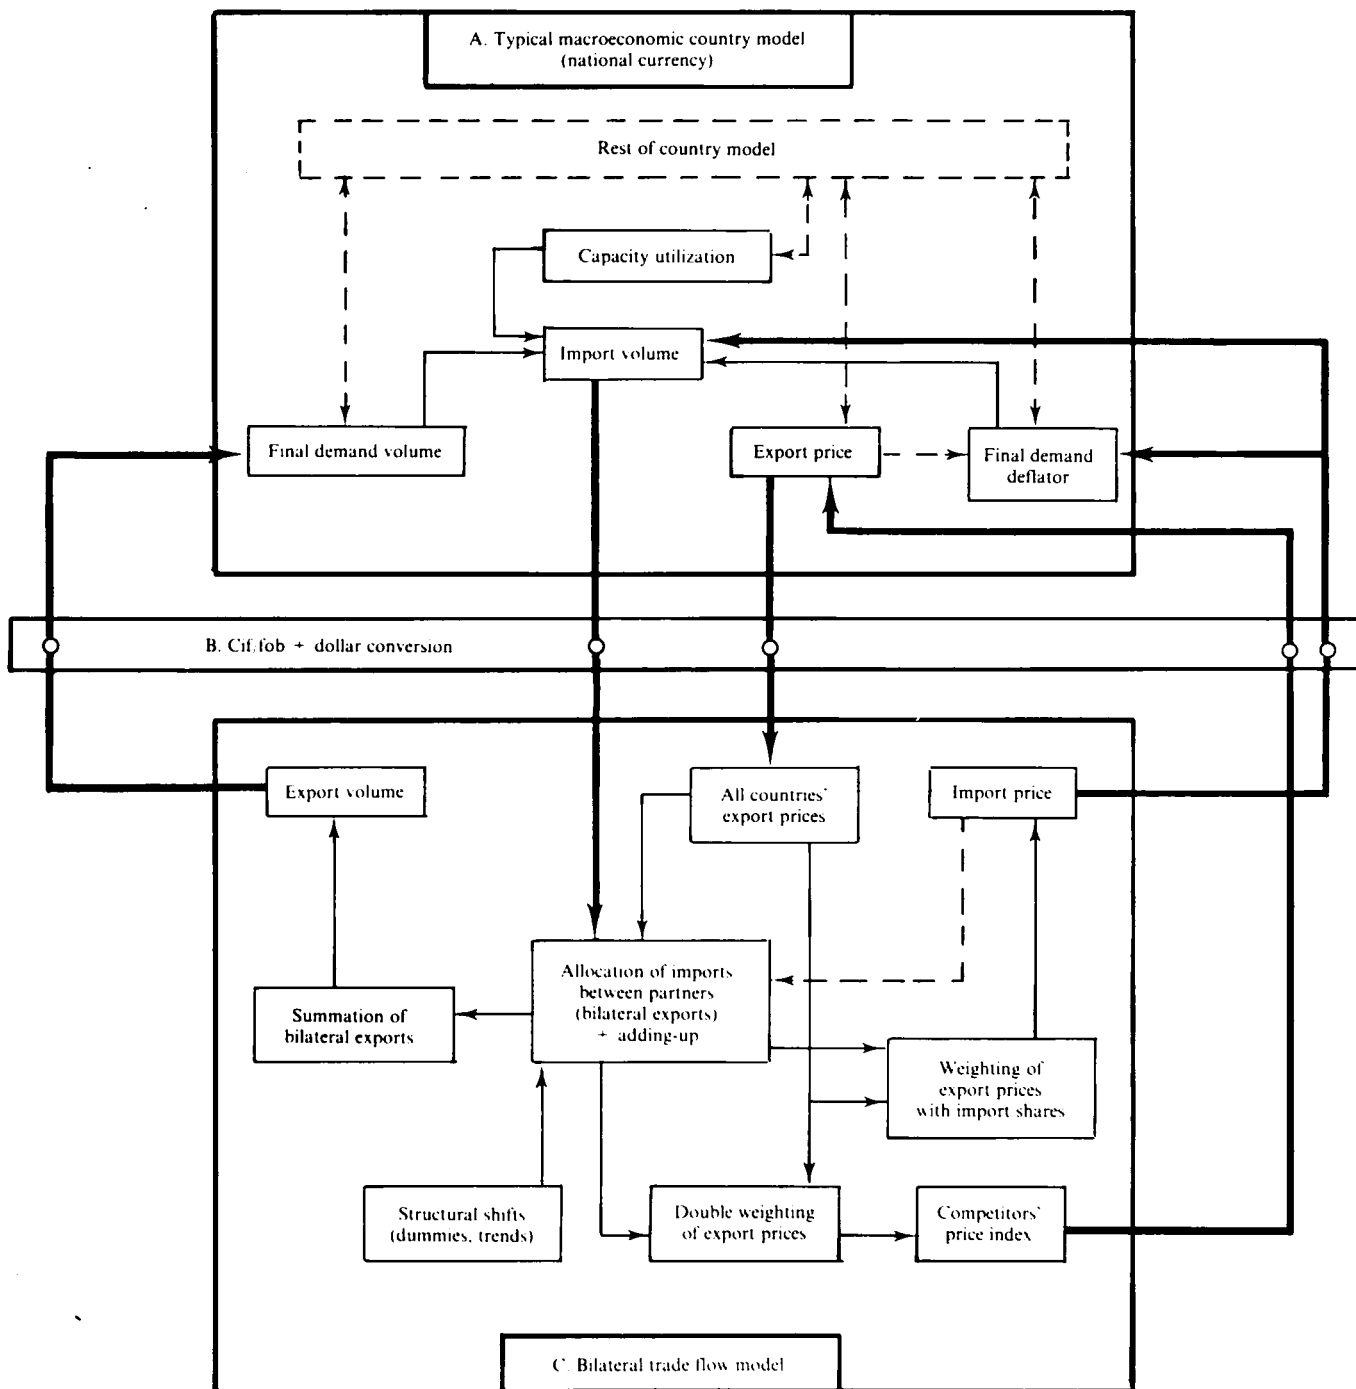 A. Typical macroeconomic country model
(national currency)
Rest of country model
Capacity utilization
Import volume
Final demand volume
Export price
Final demand
deflator
B. Cif/fob + dollar conversion
Export volume
All countries'
export prices
Import price
Allocation of imports
between partners
(bilateral exports)
+ adding-up
Summation of
bilateral exports
Weighting of
export prices
with import shares
Structural shifts
(dummies, trends)
Double weighting
of export prices
Competitors'
price index
C. Bilateral trade flow model